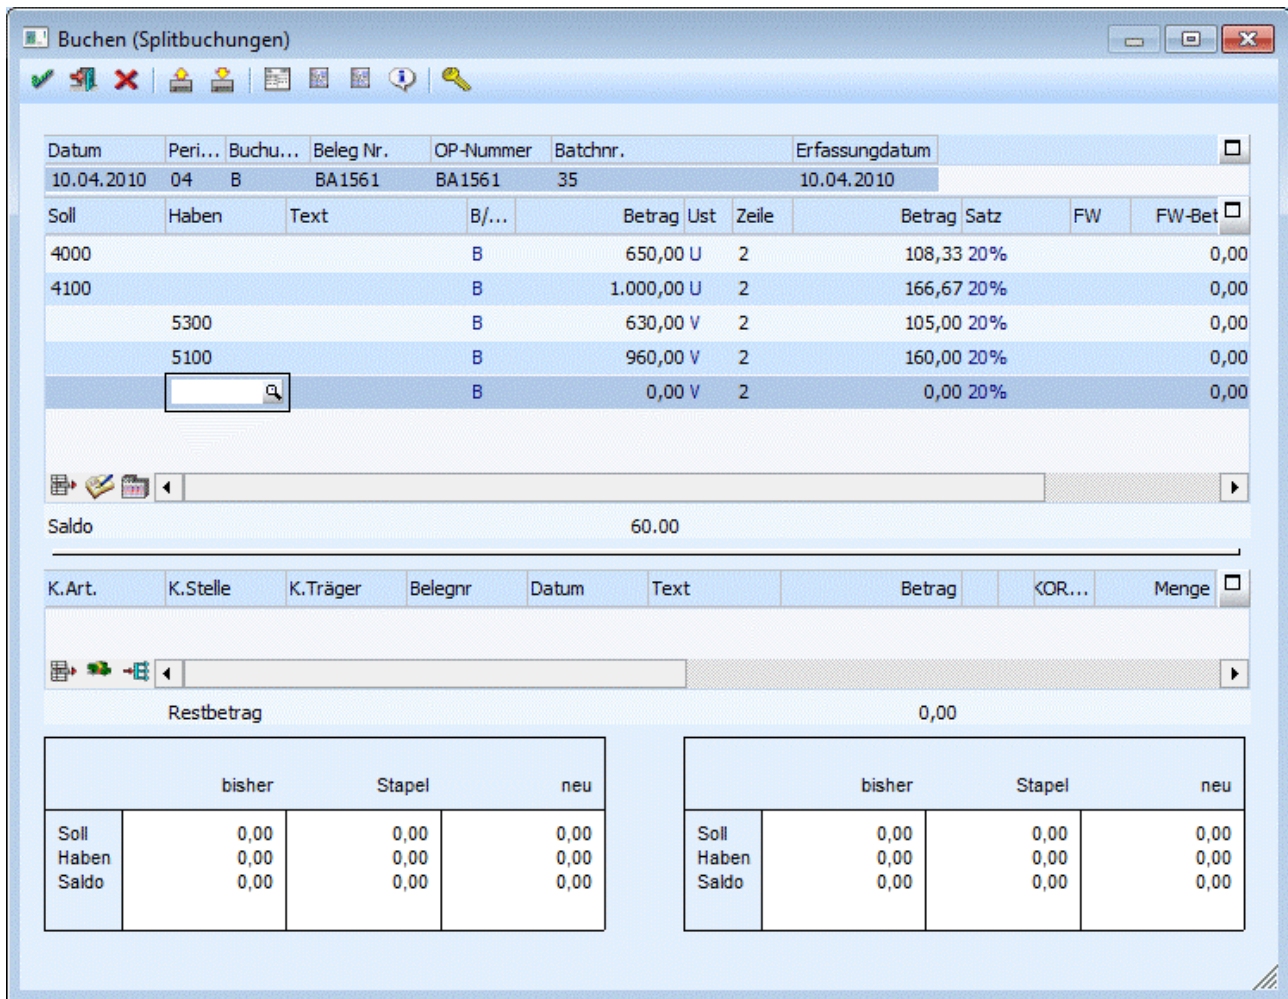 Buchen (Splitbuchungen)
Datum Peri... Buchu... Beleg Nr. OP-Nummer Batchnr. Erfassungdatum
10.04.2010 04 B BA1561 BA1561 35 10.04.2010
Soll Haben Text B/... Betrag Ust Zeile Betrag Satz FW FW-Bet
4000 B 650,00 U 2 108,33 20% 0,00
4100 B 1.000,00 U 2 166,67 20% 0,00
5300 B 630,00 V 2 105,00 20% 0,00
5100 B 960,00 V 2 160,00 20% 0,00
B 0,00 V 2 0,00 20% 0,00
Saldo 60.00
K.Art. K.Stelle K.Träger Belegnr Datum Text Betrag KOR... Menge
Restbetrag 0,00
bisher Stapel neu bisher Stapel neu
Soll 0,00 0,00 0,00 Soll 0,00 0,00 0,00
Haben 0,00 0,00 0,00 Haben 0,00 0,00 0,00
Saldo 0,00 0,00 0,00 Saldo 0,00 0,00 0,00